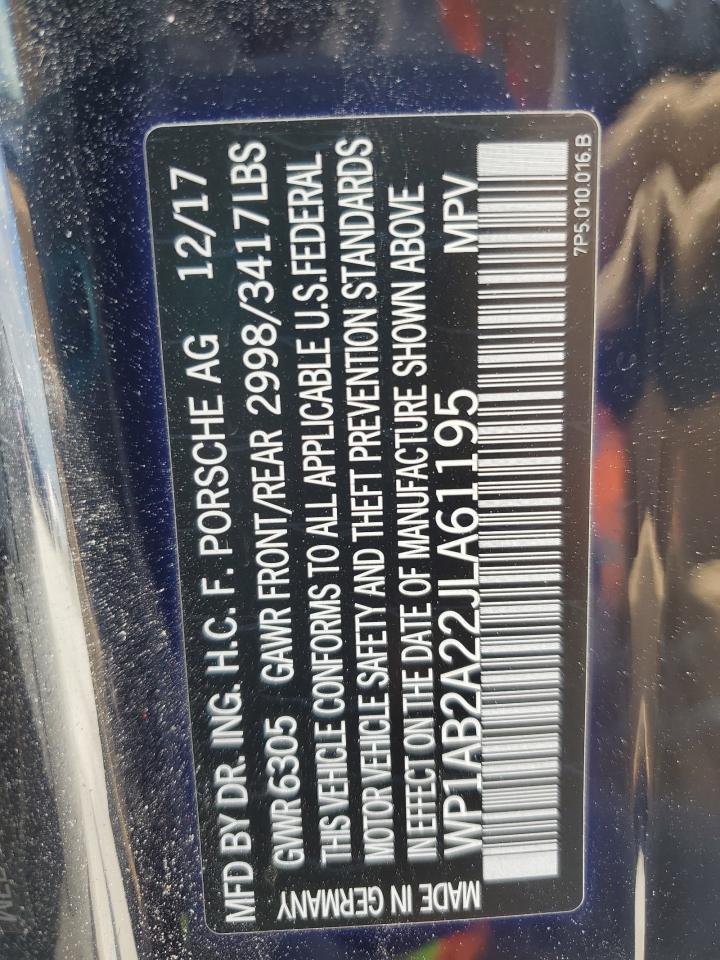 MFD BY DR. ING. H.C. F. PORSCHE AG 12/17
GVWR 6305 GAWR FRONT/REAR 2998/3417LBS
THIS VEHICLE CONFORMS TO ALL APPLICABLE U.S.FEDERAL
MOTOR VEHICLE SAFETY AND THEFT PREVENTION STANDARDS
IN EFFECT ON THE DATE OF MANUFACTURE SHOWN ABOVE
WP1AB2A22JLA61195 MPV
MADE IN GERMANY
7P5.010.016.B